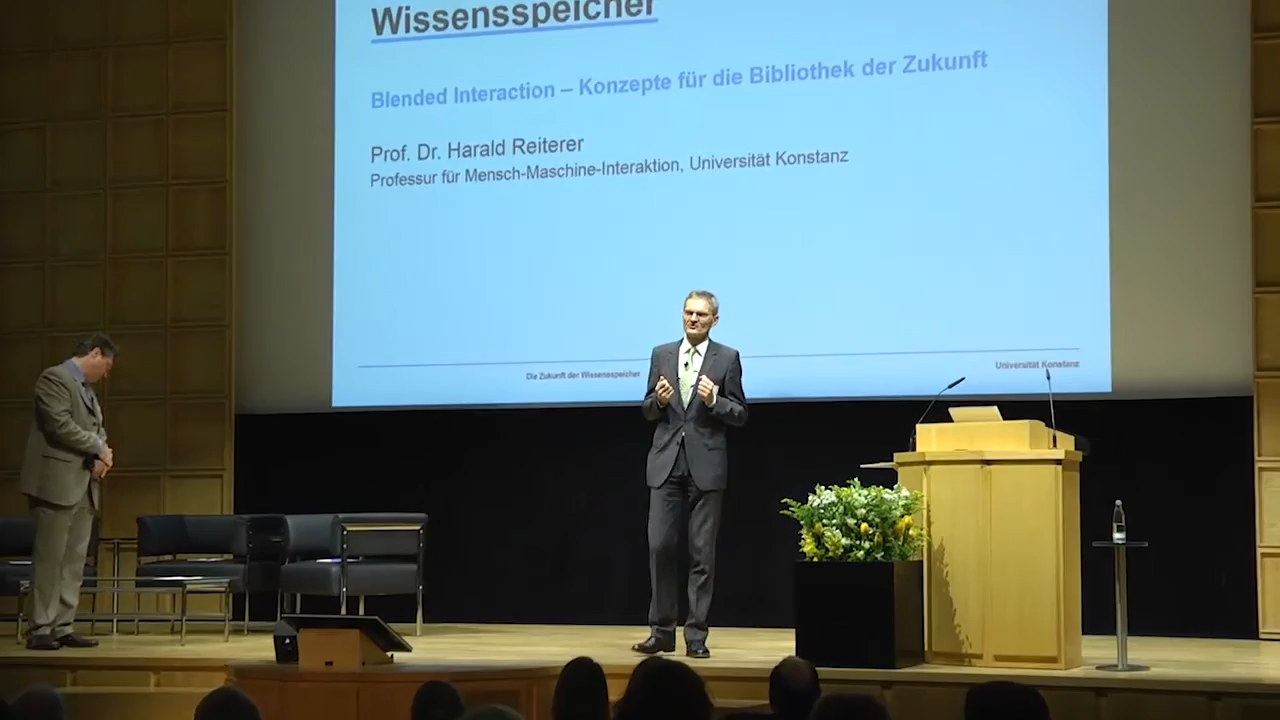 Wissensspeicher
Blended Interaction – Konzepte für die Bibliothek der Zukunft
Prof. Dr. Harald Reiterer
Professur für Mensch-Maschine-Interaktion, Universität Konstanz
Die Zukunft der Wissensspeicher
Universität Konstanz